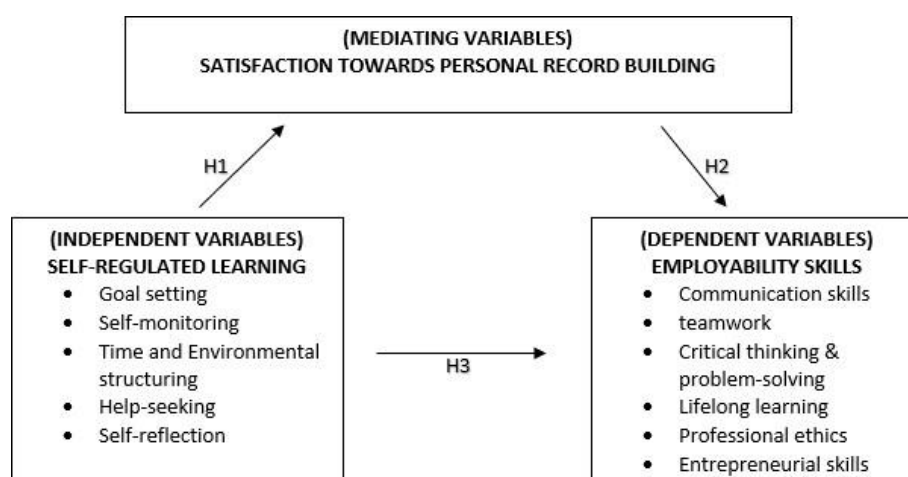 (MEDIATING VARIABLES)
SATISFACTION TOWARDS PERSONAL RECORD BUILDING
H1
H2
(INDEPENDENT VARIABLES)
SELF-REGULATED LEARNING
• Goal setting
• Self-monitoring
• Time and Environmental
structuring
• Help-seeking
• Self-reflection
H3
(DEPENDENT VARIABLES)
EMPLOYABILITY SKILLS
• Communication skills
• teamwork
• Critical thinking &
problem-solving
• Lifelong learning
• Professional ethics
• Entrepreneurial skills